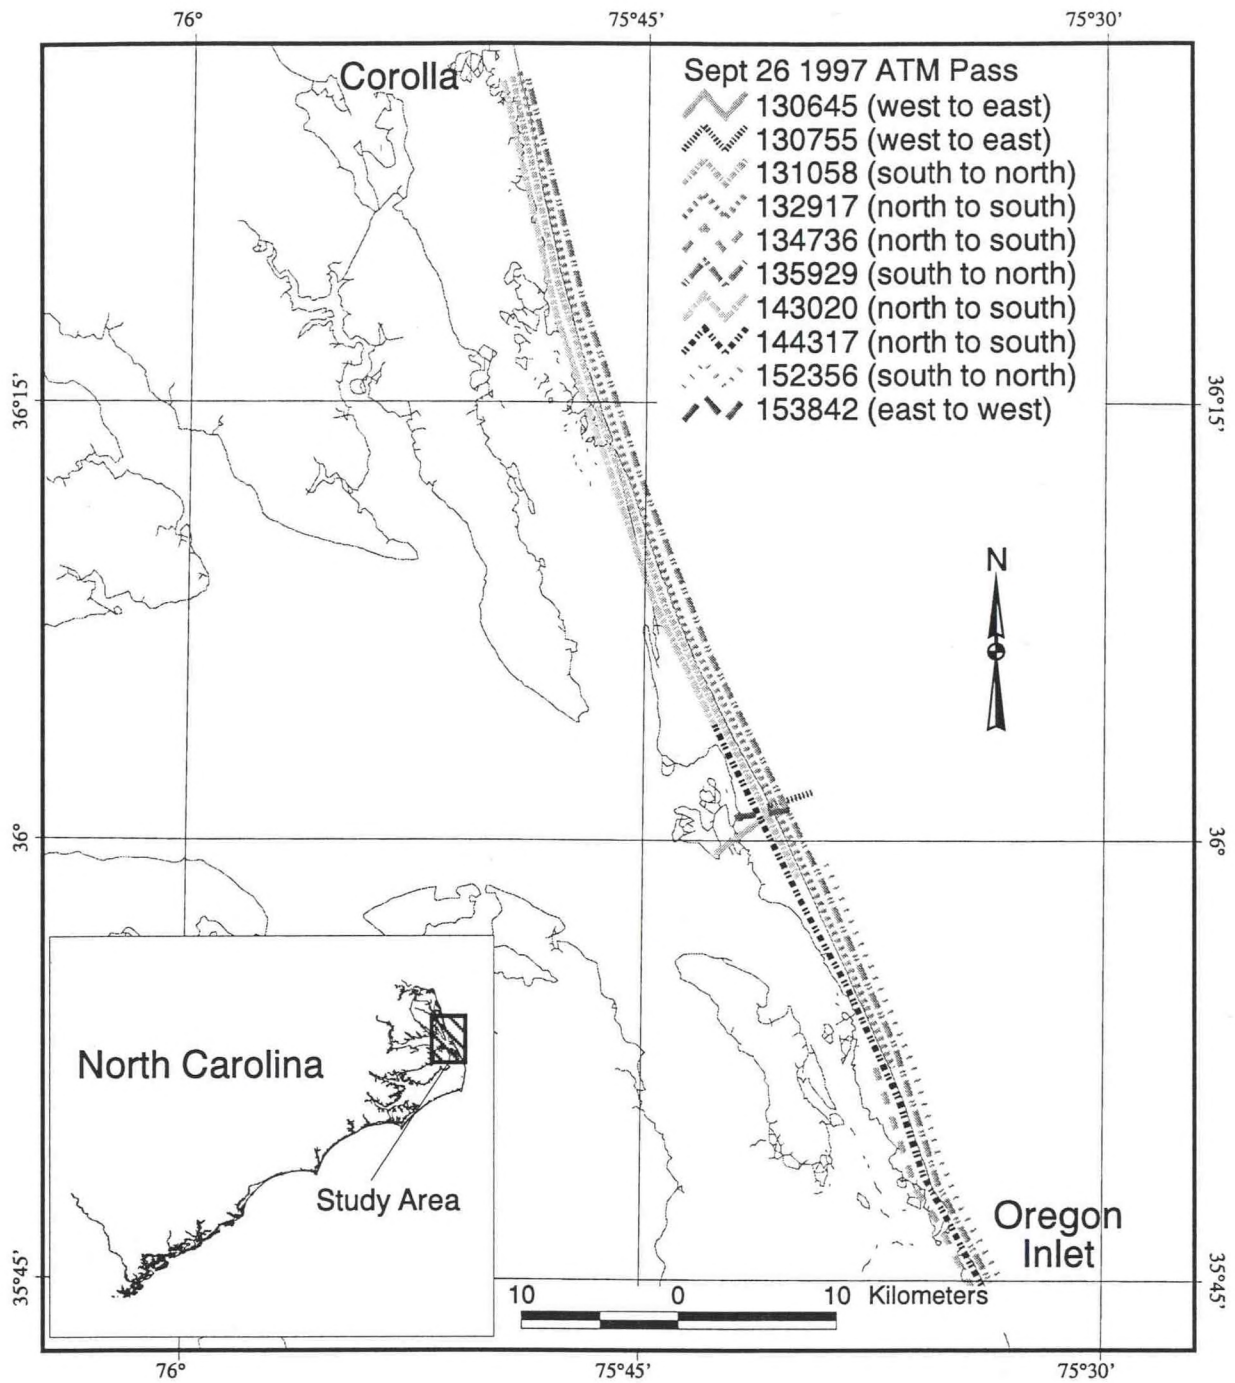 76°
75°45'
75°30'
Corolla
Sept 26 1997 ATM Pass
130645 (west to east)
130755 (west to east)
131058 (south to north)
132917 (north to south)
134736 (north to south)
135929 (south to north)
143020 (north to south)
144317 (north to south)
152356 (south to north)
153842 (east to west)
36°15'
36°15'
N
36°
36°
North Carolina
Study Area
Oregon
Inlet
35°45'
35°45'
10 0 10 Kilometers
76°
75°45'
75°30'